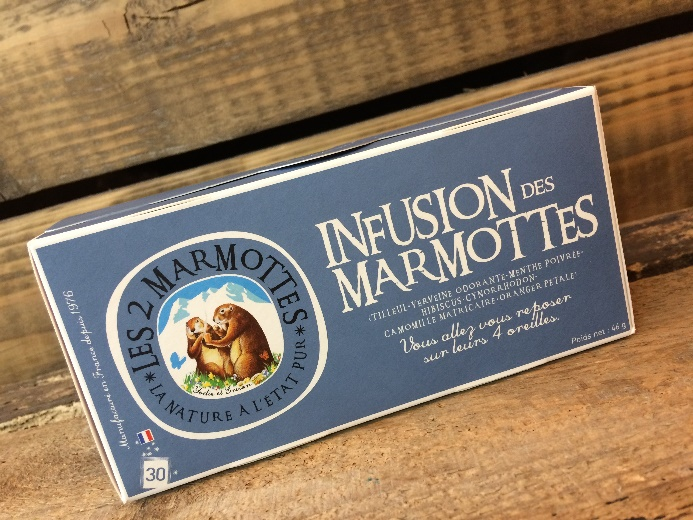 Manufacturé en France depuis 1976
LES 2 MARMOTTES
*LA NATURE A L'ETAT PUR*
30
INFUSION DES
MARMOTTES
(TILLEUL-VERVEINE ODORANTE-MENTHE POIVRÉE-
HIBISCUS-CYNORRHODON-
CAMOMILLE MATRICAIRE-ORANGER PÉTALE)
Vous allez vous reposer
sur leurs 4 oreilles.
Poids net : 46 g